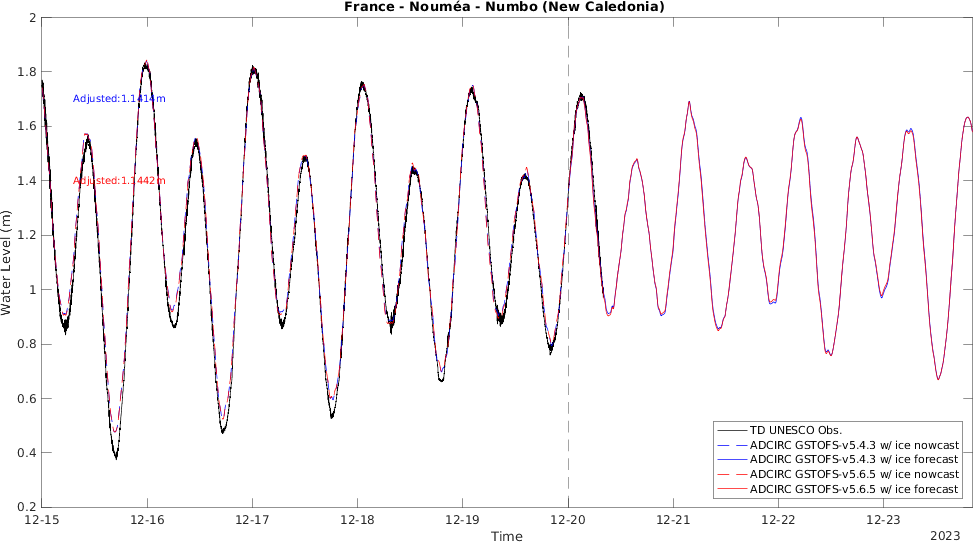 France - Nouméa - Numbo (New Caledonia)
2
1.8
Adjusted:1.1414m
1.6
Adjusted:1.1442m
1.4
1.2
1
0.8
0.6
0.4
0.2
Water Level (m)
TD UNESCO Obs.
ADCIRC GSTOFS-v5.4.3 w/ ice nowcast
ADCIRC GSTOFS-v5.4.3 w/ ice forecast
ADCIRC GSTOFS-v5.6.5 w/ ice nowcast
ADCIRC GSTOFS-v5.6.5 w/ ice forecast
12-15 12-16 12-17 12-18 12-19 12-20 12-21 12-22 12-23
Time
2023